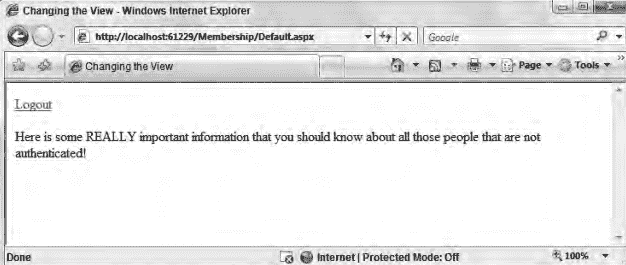 Changing the View - Windows Internet Explorer
http://localhost:61229/Membership/Default.aspx
Google
Changing the View
Page
Tools
Logout
Here is some REALLY important information that you should know about all those people that are not
authenticated!
Done
Internet | Protected Mode: Off
100%